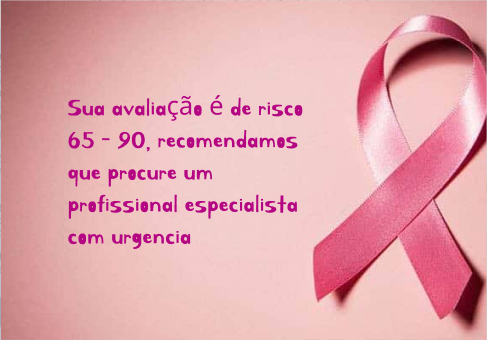 Sua avaliação é de risco
65 - 90, recomendamos
que procure um
profissional especialista
com urgencia